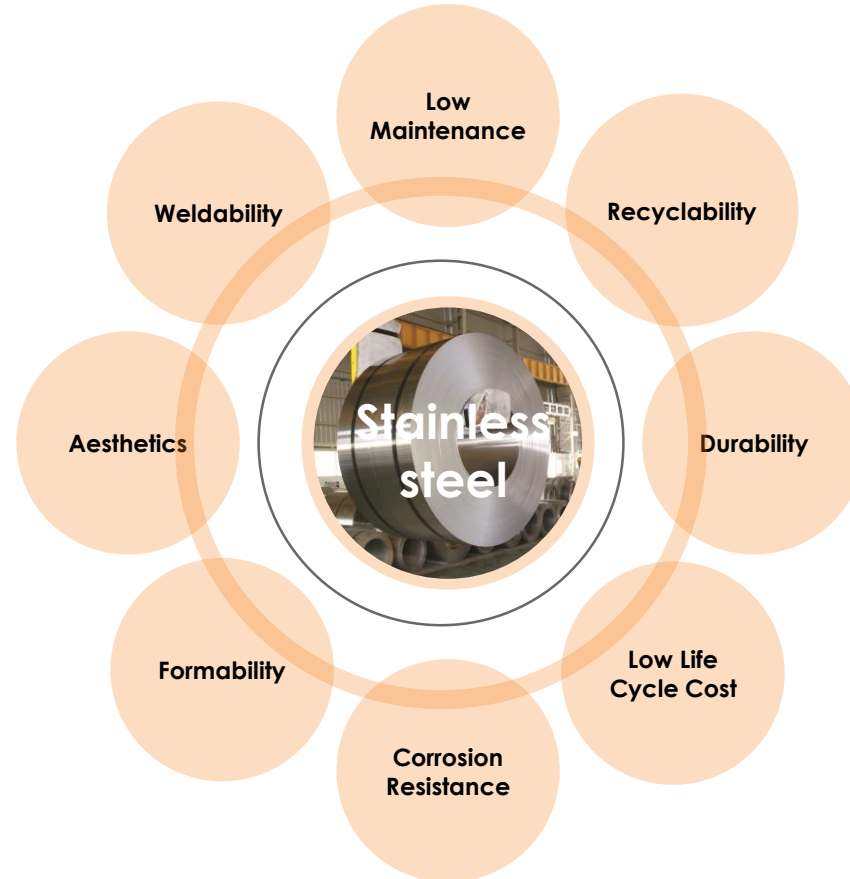 Low
Maintenance
Weldability
Recyclability
Stainless
steel
Aesthetics
Durability
Formability
Low Life
Cycle Cost
Corrosion
Resistance